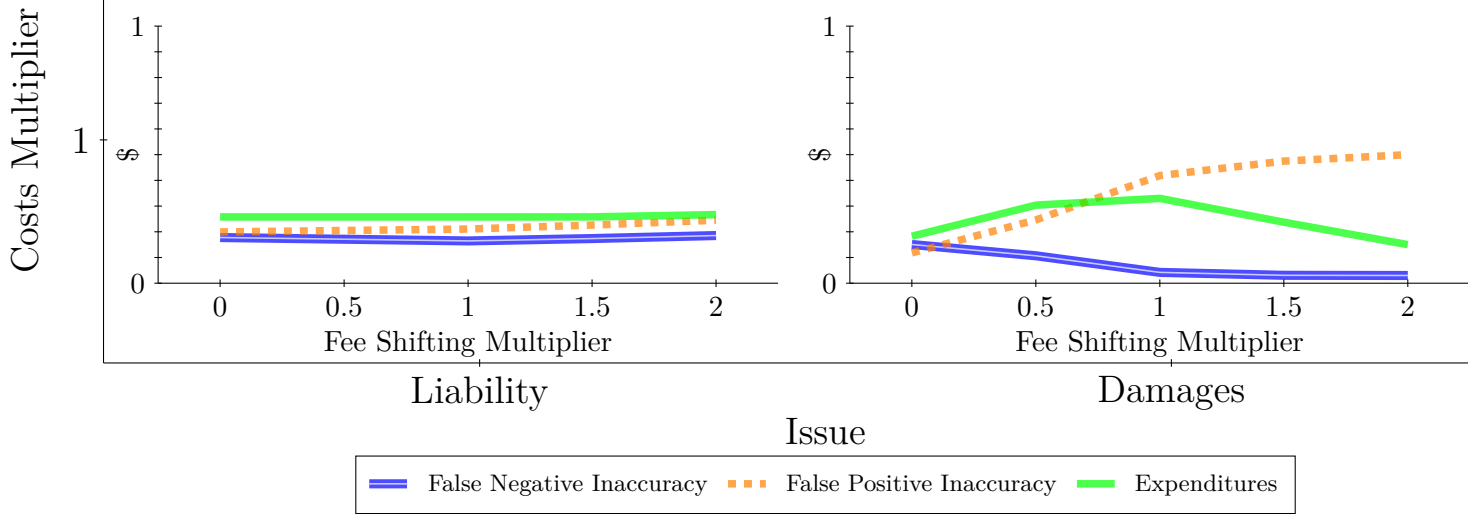 Costs Multiplier
1
1
$
0
0 0.5 1 1.5 2
Fee Shifting Multiplier
1
$
0
0 0.5 1 1.5 2
Fee Shifting Multiplier
Liability
Damages
Issue
False Negative Inaccuracy False Positive Inaccuracy Expenditures